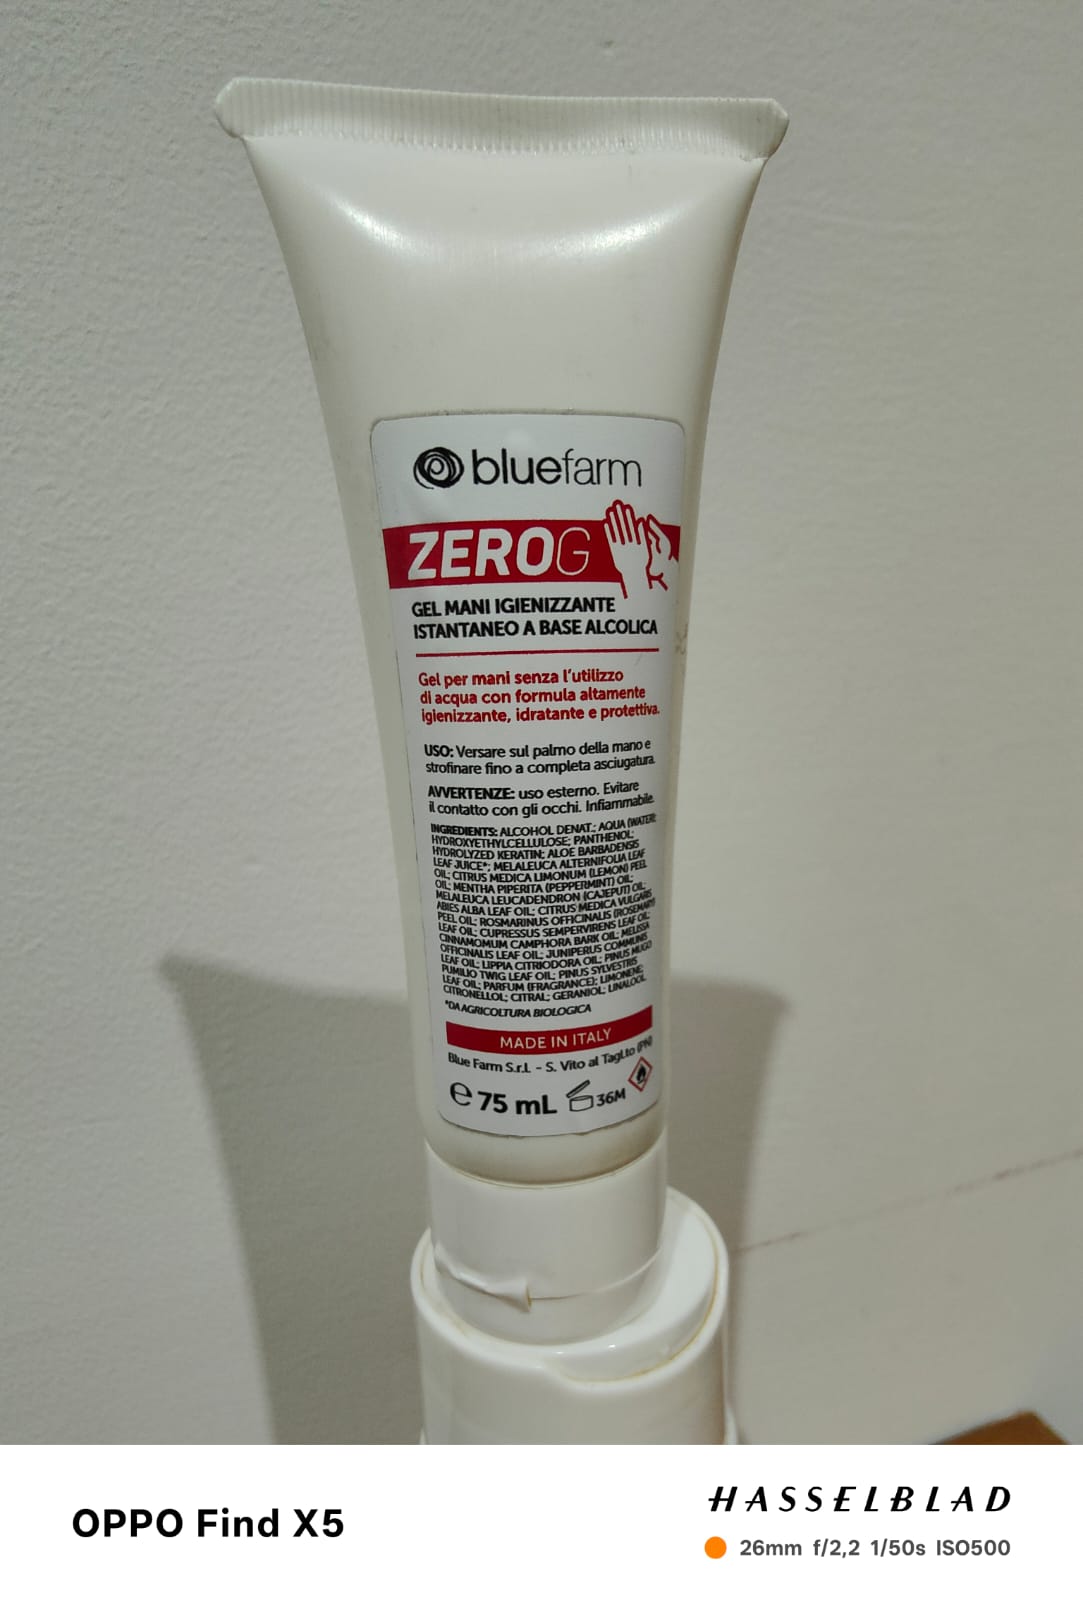 bluefarm
ZEROG
GEL MANI IGIENIZZANTE
ISTANTANEO A BASE ALCOLICA
Gel per mani senza l'utilizzo
di acqua con formula altamente
igienizzante, idratante e protettiva.
USO: Versare sul palmo della mano e
strofinare fino a completa asciugatura.
AVVERTENZE: uso esterno. Evitare
il contatto con gli occhi. Infiammabile.
INGREDIENTS: ALCOHOL DENAT.; AQUA (WATER);
HYDROXYETHYLCELLULOSE; PANTHENOL;
HYDROLYZED KERATIN; ALOE BARBADENSIS
LEAF JUICE*; MELALEUCA ALTERNIFOLIA LEAF
OIL; CITRUS MEDICA LIMONUM (LEMON) PEEL
OIL; MENTHA PIPERITA (PEPPERMINT) OIL;
MELALEUCA LEUCADENDRON (CAJEPUT) OIL;
ABIES ALBA LEAF OIL; CITRUS MEDICA VULGARIS
PEEL OIL; ROSMARINUS OFFICINALIS (ROSEMARY)
LEAF OIL; CUPRESSUS SEMPERVIRENS LEAF OIL;
CINNAMOMUM CAMPHORA BARK OIL; MELISSA
OFFICINALIS LEAF OIL; JUNIPERUS COMMUNIS
LEAF OIL; LIPPIA CITRIODORA OIL; PINUS MUGO
PUMILIO TWIG LEAF OIL; PINUS SYLVESTRIS
LEAF OIL; PARFUM (FRAGRANCE); LIMONENE;
CITRONELLOL; CITRAL; GERANIOL; LINALOOL
*DA AGRICOLTURA BIOLOGICA
MADE IN ITALY
Blue Farm S.r.l. - S. Vito al Tagl.to (PN)
℮ 75 mL 36M
OPPO Find X5
HASSELBLAD
26mm f/2,2 1/50s ISO500